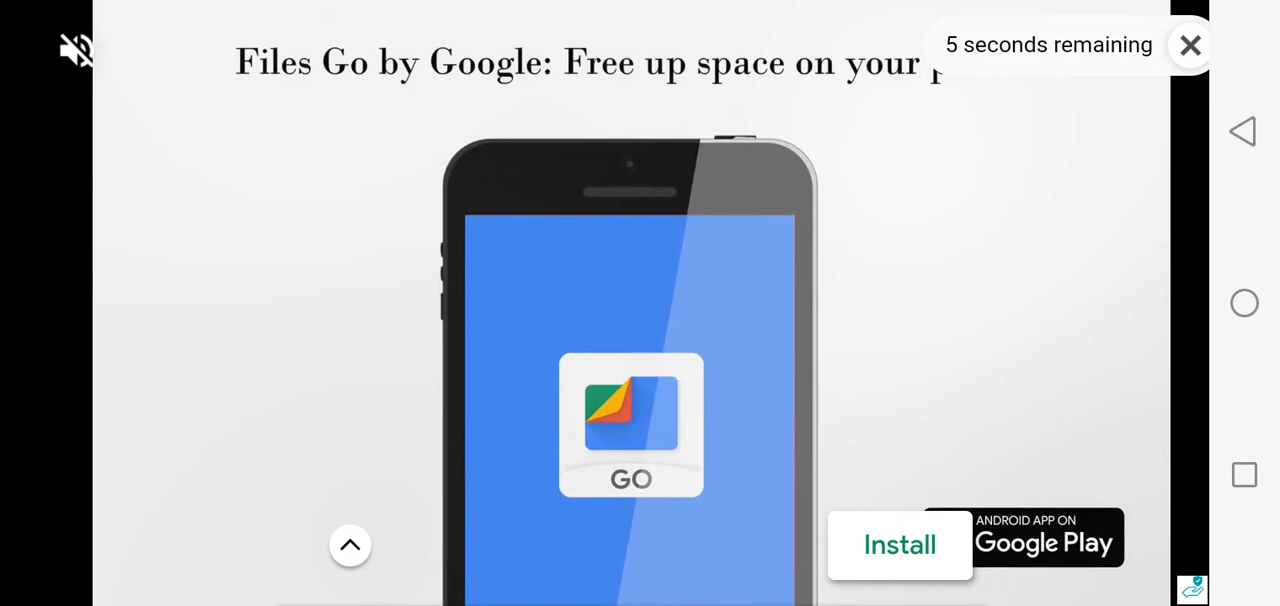 5 seconds remaining
Files Go by Google: Free up space on your p
GO
Install
ANDROID APP ON
Google Play